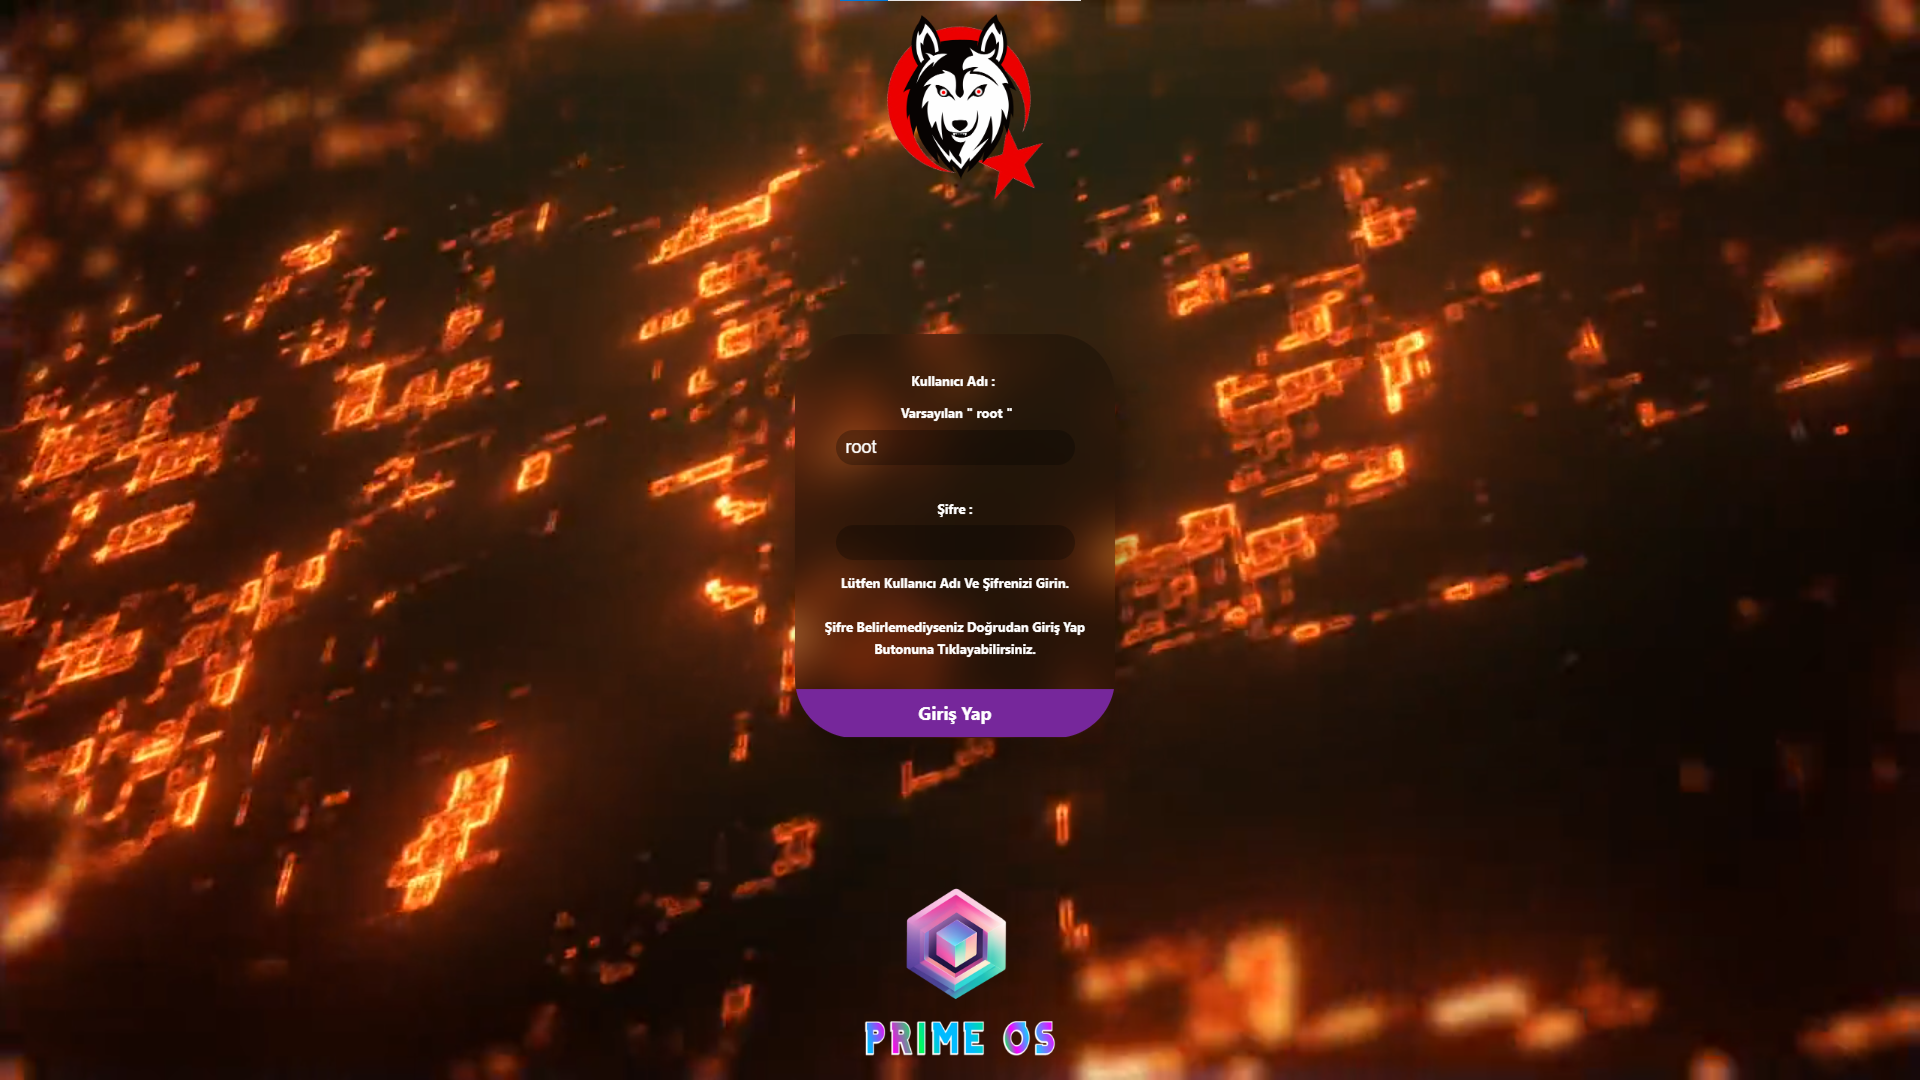 Kullanıcı Adı :
Varsayılan " root "
root
Şifre :
Lütfen Kullanıcı Adı Ve Şifrenizi Girin.
Şifre Belirlemediyseniz Doğrudan Giriş Yap
Butonuna Tıklayabilirsiniz.
Giriş Yap
PRIME OS